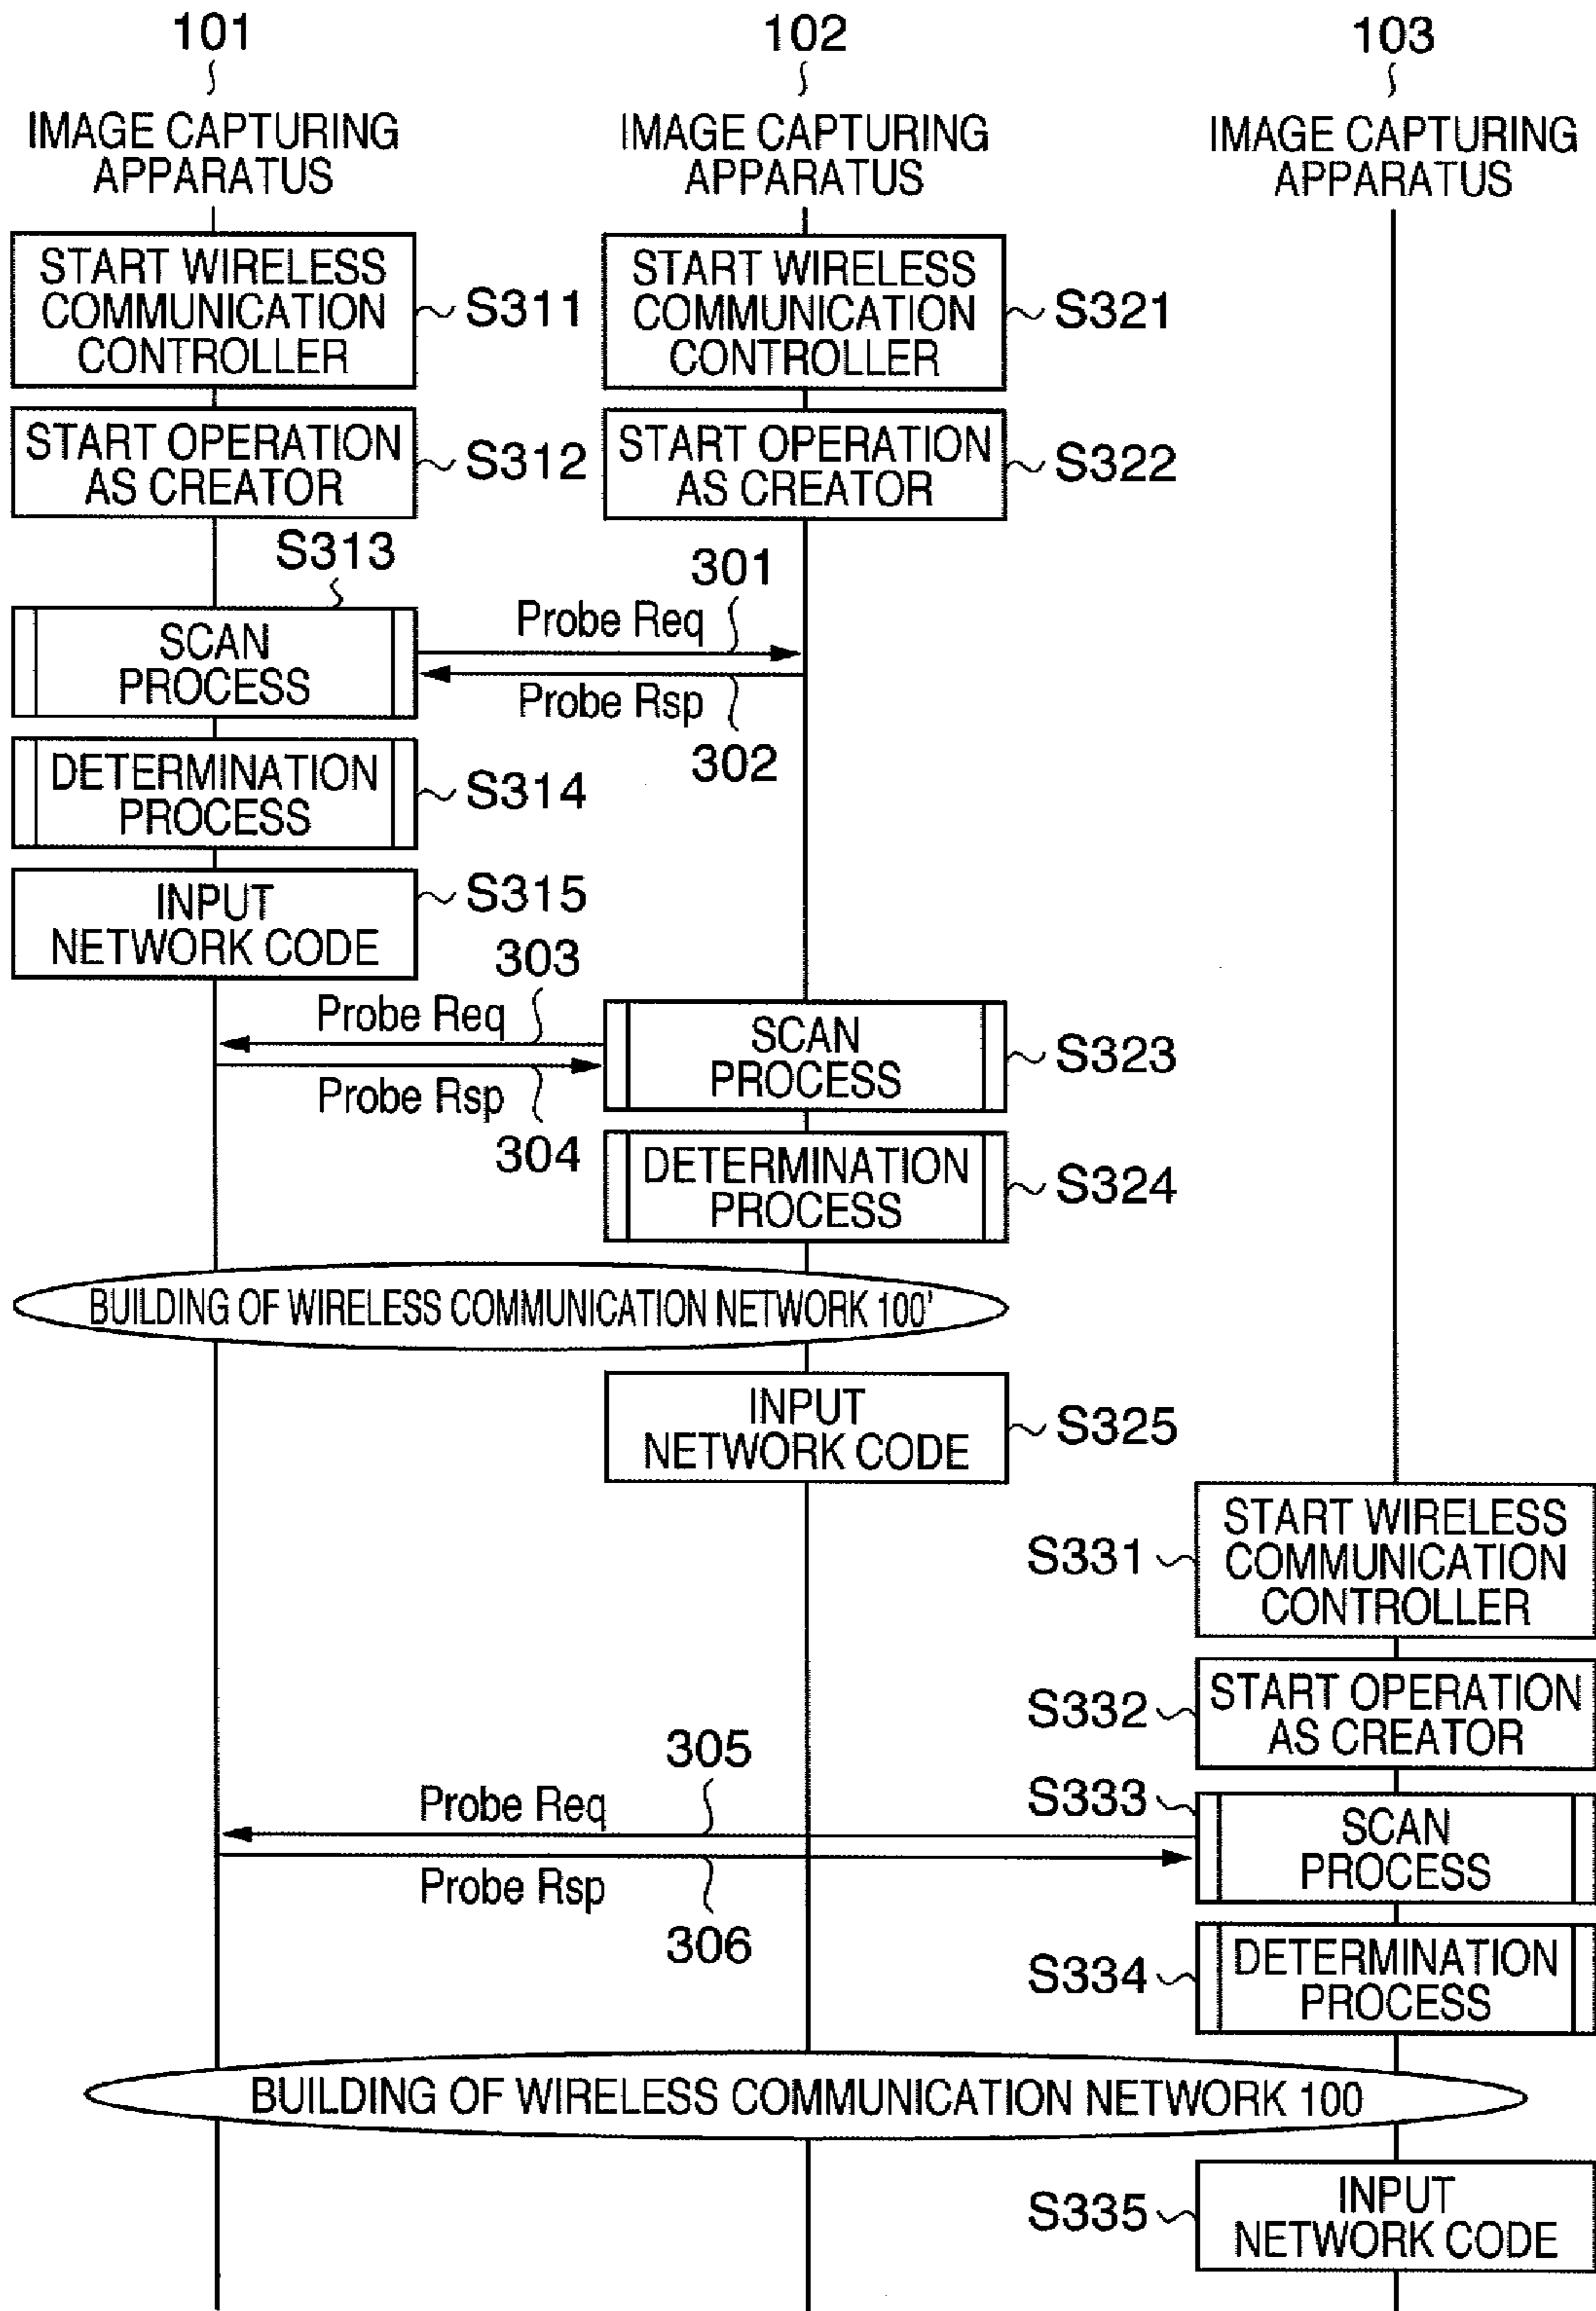 101
102
103
IMAGE CAPTURING
APPARATUS
IMAGE CAPTURING
APPARATUS
IMAGE CAPTURING
APPARATUS
START WIRELESS
COMMUNICATION
CONTROLLER
S311
START WIRELESS
COMMUNICATION
CONTROLLER
S321
START OPERATION
AS CREATOR
S312
START OPERATION
AS CREATOR
S322
S313
SCAN
PROCESS
301
Probe Req
Probe Rsp
302
DETERMINATION
PROCESS
S314
INPUT
NETWORK CODE
S315
303
Probe Req
Probe Rsp
304
SCAN
PROCESS
S323
DETERMINATION
PROCESS
S324
BUILDING OF WIRELESS COMMUNICATION NETWORK 100'
INPUT
NETWORK CODE
S325
S331
START WIRELESS
COMMUNICATION
CONTROLLER
S332
START OPERATION
AS CREATOR
305
Probe Req
Probe Rsp
306
S333
SCAN
PROCESS
S334
DETERMINATION
PROCESS
BUILDING OF WIRELESS COMMUNICATION NETWORK 100
S335
INPUT
NETWORK CODE